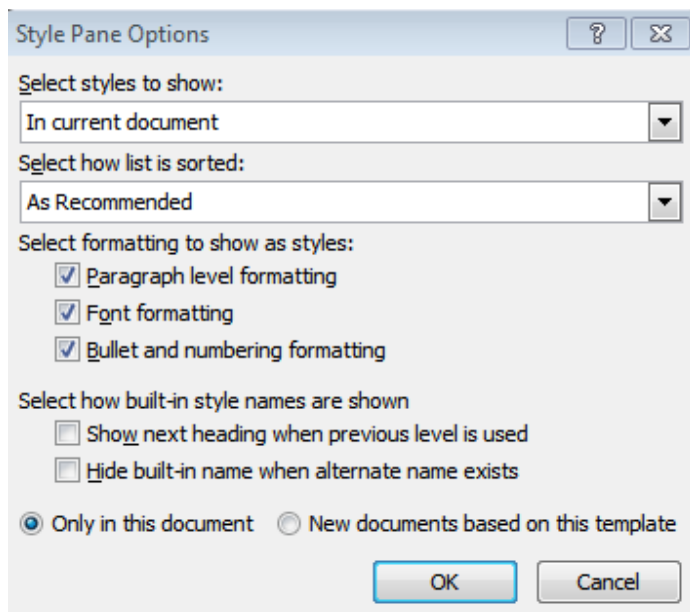 Style Pane Options
Select styles to show:
In current document
Select how list is sorted:
As Recommended
Select formatting to show as styles:
Paragraph level formatting
Font formatting
Bullet and numbering formatting
Select how built-in style names are shown
Show next heading when previous level is used
Hide built-in name when alternate name exists
Only in this document New documents based on this template
OK Cancel